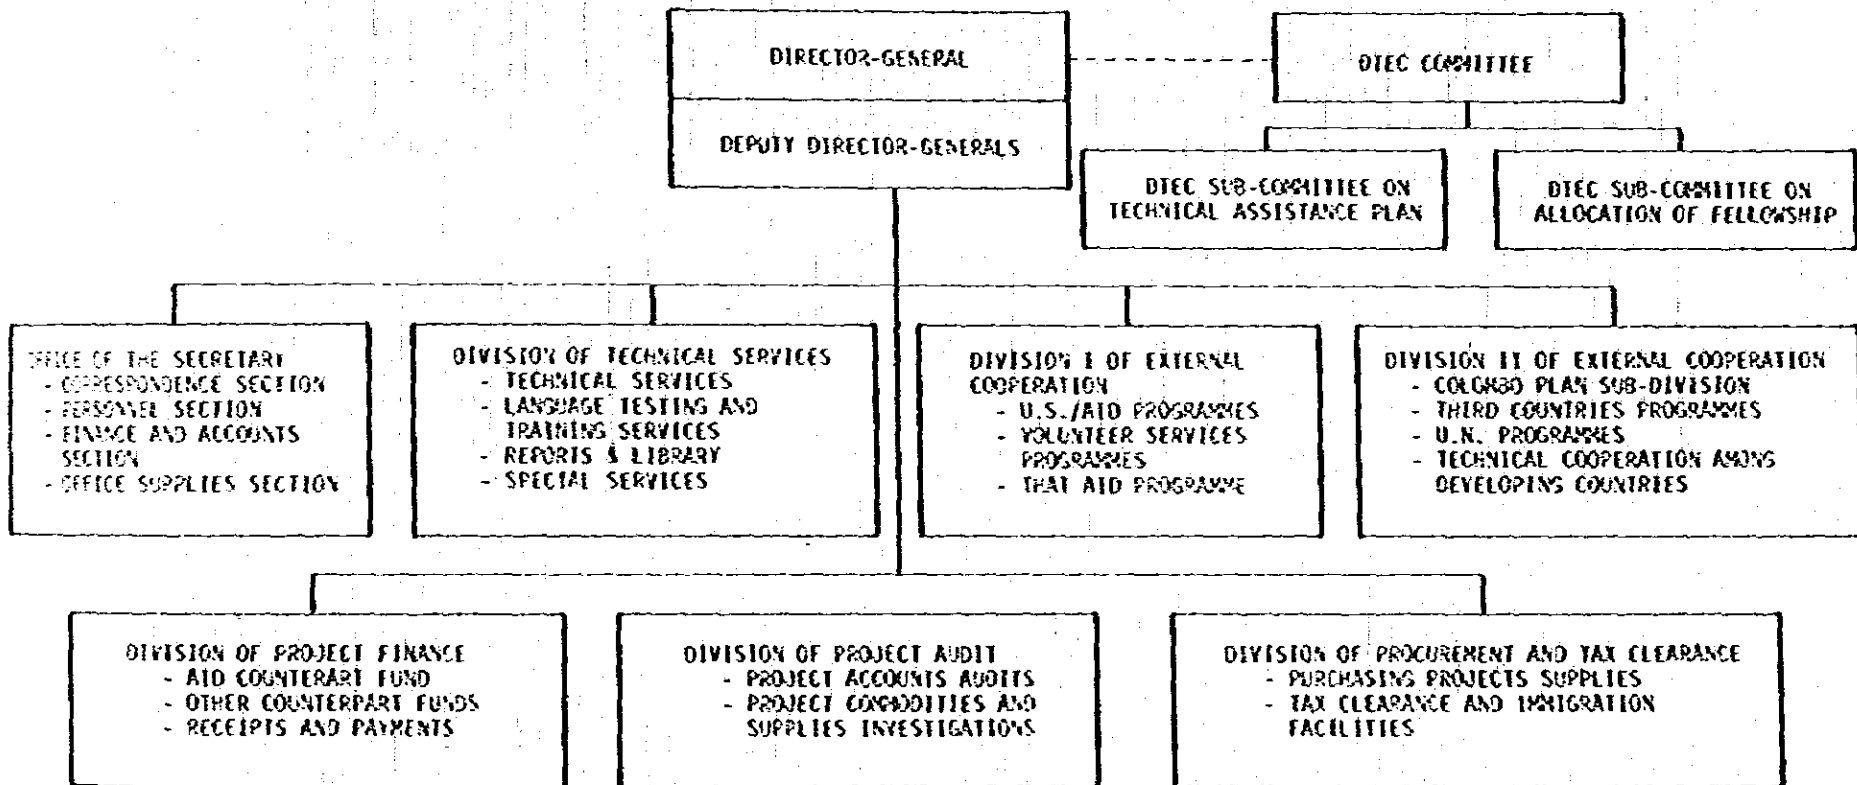 DIRECTOR-GENERAL
DTEC COMMITTEE
DEPUTY DIRECTOR-GENERALS
DTEC SUB-COMMITTEE ON
TECHNICAL ASSISTANCE PLAN
DTEC SUB-COMMITTEE ON
ALLOCATION OF FELLOWSHIP
OFFICE OF THE SECRETARY
- CORRESPONDENCE SECTION
- PERSONNEL SECTION
- FINANCE AND ACCOUNTS
SECTION
- OFFICE SUPPLIES SECTION
DIVISION OF TECHNICAL SERVICES
- TECHNICAL SERVICES
- LANGUAGE TESTING AND
TRAINING SERVICES
- REPORTS & LIBRARY
- SPECIAL SERVICES
DIVISION I OF EXTERNAL
COOPERATION
- U.S./AID PROGRAMMES
- VOLUNTEER SERVICES
PROGRAMMES
- THAI AID PROGRAMME
DIVISION II OF EXTERNAL COOPERATION
- COLOMBO PLAN SUB-DIVISION
- THIRD COUNTRIES PROGRAMMES
- U.N. PROGRAMMES
- TECHNICAL COOPERATION AMONG
DEVELOPING COUNTRIES
DIVISION OF PROJECT FINANCE
- AID COUNTERART FUND
- OTHER COUNTERPART FUNDS
- RECEIPTS AND PAYMENTS
DIVISION OF PROJECT AUDIT
- PROJECT ACCOUNTS AUDITS
- PROJECT COMMODITIES AND
SUPPLIES INVESTIGATIONS
DIVISION OF PROCUREMENT AND TAX CLEARANCE
- PURCHASING PROJECTS SUPPLIES
- TAX CLEARANCE AND IMMIGRATION
FACILITIES